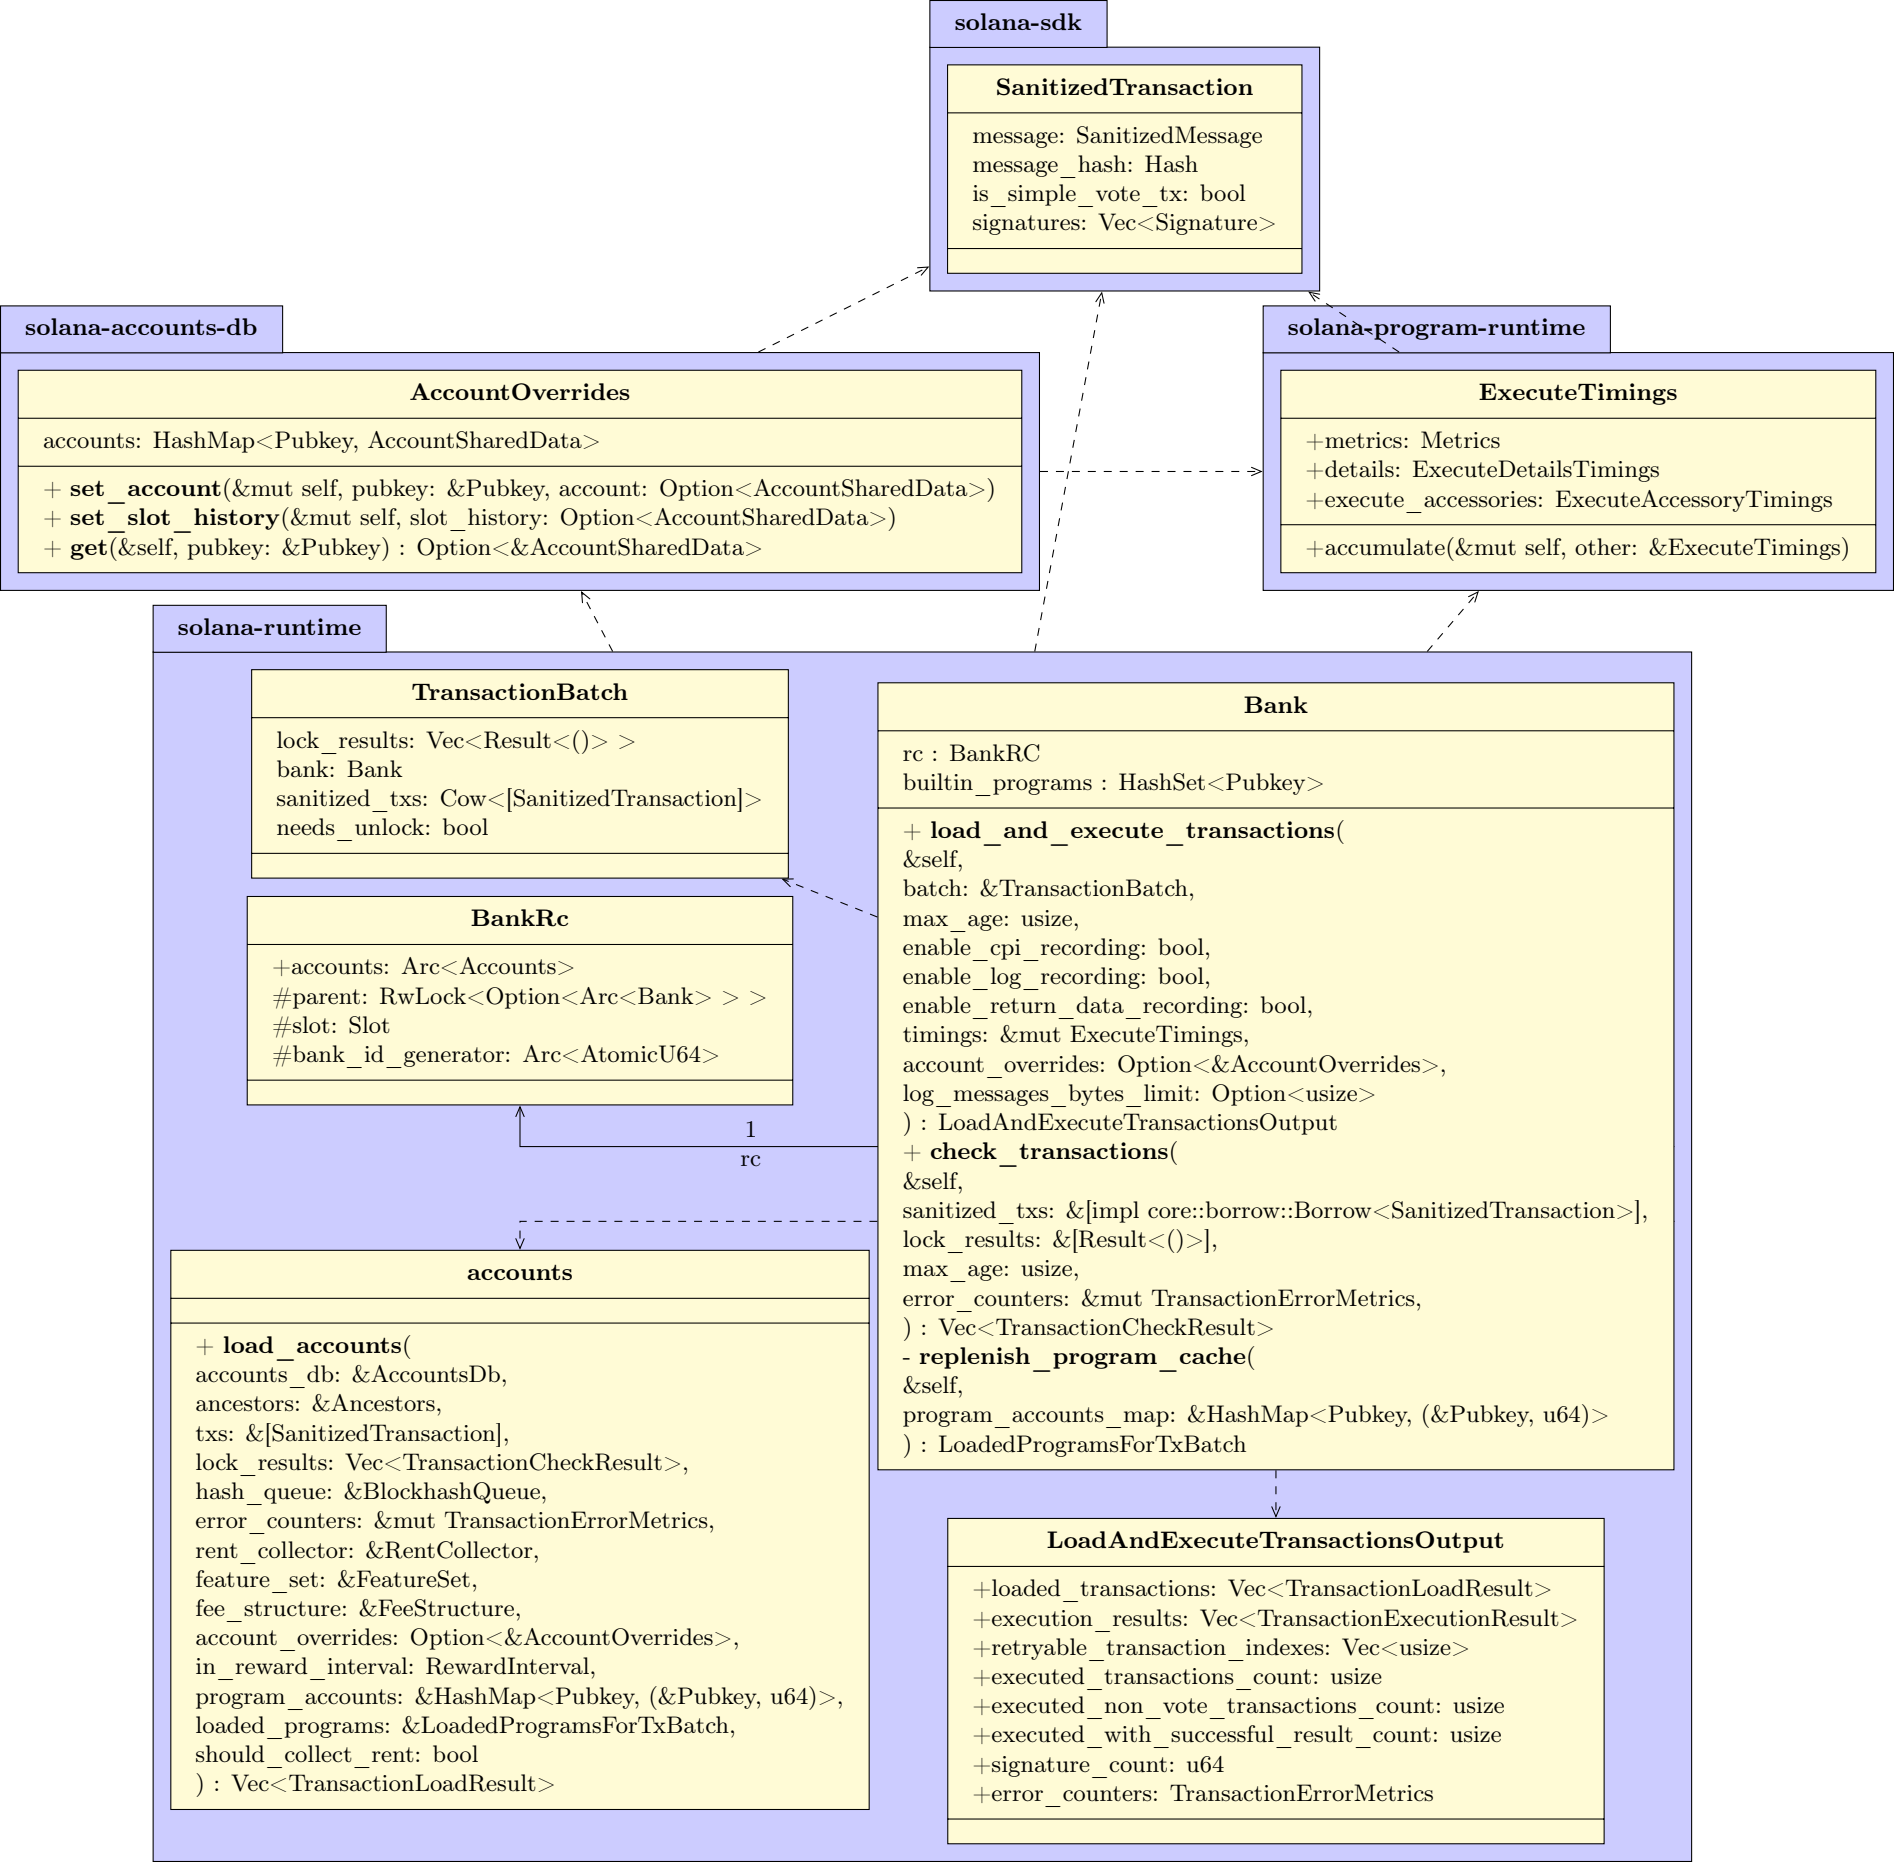 solana-sdk
SanitizedTransaction
message: SanitizedMessage
message_hash: Hash
is_simple_vote_tx: bool
signatures: Vec<Signature>
solana-accounts-db
AccountOverrides
accounts: HashMap<Pubkey, AccountSharedData>
+ set_account(&mut self, pubkey: &Pubkey, account: Option<AccountSharedData>)
+ set_slot_history(&mut self, slot_history: Option<AccountSharedData>)
+ get(&self, pubkey: &Pubkey) : Option<&AccountSharedData>
solana-program-runtime
ExecuteTimings
+metrics: Metrics
+details: ExecuteDetailsTimings
+execute_accessories: ExecuteAccessoryTimings
+accumulate(&mut self, other: &ExecuteTimings)
solana-runtime
TransactionBatch
lock_results: Vec<Result<()> >
bank: Bank
sanitized_txs: Cow<[SanitizedTransaction]>
needs_unlock: bool
BankRc
+accounts: Arc<Accounts>
#parent: RwLock<Option<Arc<Bank> > >
#slot: Slot
#bank_id_generator: Arc<AtomicU64>
1
rc
accounts
+ load_accounts(
accounts_db: &AccountsDb,
ancestors: &Ancestors,
txs: &[SanitizedTransaction],
lock_results: Vec<TransactionCheckResult>,
hash_queue: &BlockhashQueue,
error_counters: &mut TransactionErrorMetrics,
rent_collector: &RentCollector,
feature_set: &FeatureSet,
fee_structure: &FeeStructure,
account_overrides: Option<&AccountOverrides>,
in_reward_interval: RewardInterval,
program_accounts: &HashMap<Pubkey, (&Pubkey, u64)>,
loaded_programs: &LoadedProgramsForTxBatch,
should_collect_rent: bool
) : Vec<TransactionLoadResult>
Bank
rc : BankRC
builtin_programs : HashSet<Pubkey>
+ load_and_execute_transactions(
&self,
batch: &TransactionBatch,
max_age: usize,
enable_cpi_recording: bool,
enable_log_recording: bool,
enable_return_data_recording: bool,
timings: &mut ExecuteTimings,
account_overrides: Option<&AccountOverrides>,
log_messages_bytes_limit: Option<usize>
) : LoadAndExecuteTransactionsOutput
+ check_transactions(
&self,
sanitized_txs: &[impl core::borrow::Borrow<SanitizedTransaction>],
lock_results: &[Result<()>],
max_age: usize,
error_counters: &mut TransactionErrorMetrics,
) : Vec<TransactionCheckResult>
- replenish_program_cache(
&self,
program_accounts_map: &HashMap<Pubkey, (&Pubkey, u64)>
) : LoadedProgramsForTxBatch
LoadAndExecuteTransactionsOutput
+loaded_transactions: Vec<TransactionLoadResult>
+execution_results: Vec<TransactionExecutionResult>
+retryable_transaction_indexes: Vec<usize>
+executed_transactions_count: usize
+executed_non_vote_transactions_count: usize
+executed_with_successful_result_count: usize
+signature_count: u64
+error_counters: TransactionErrorMetrics